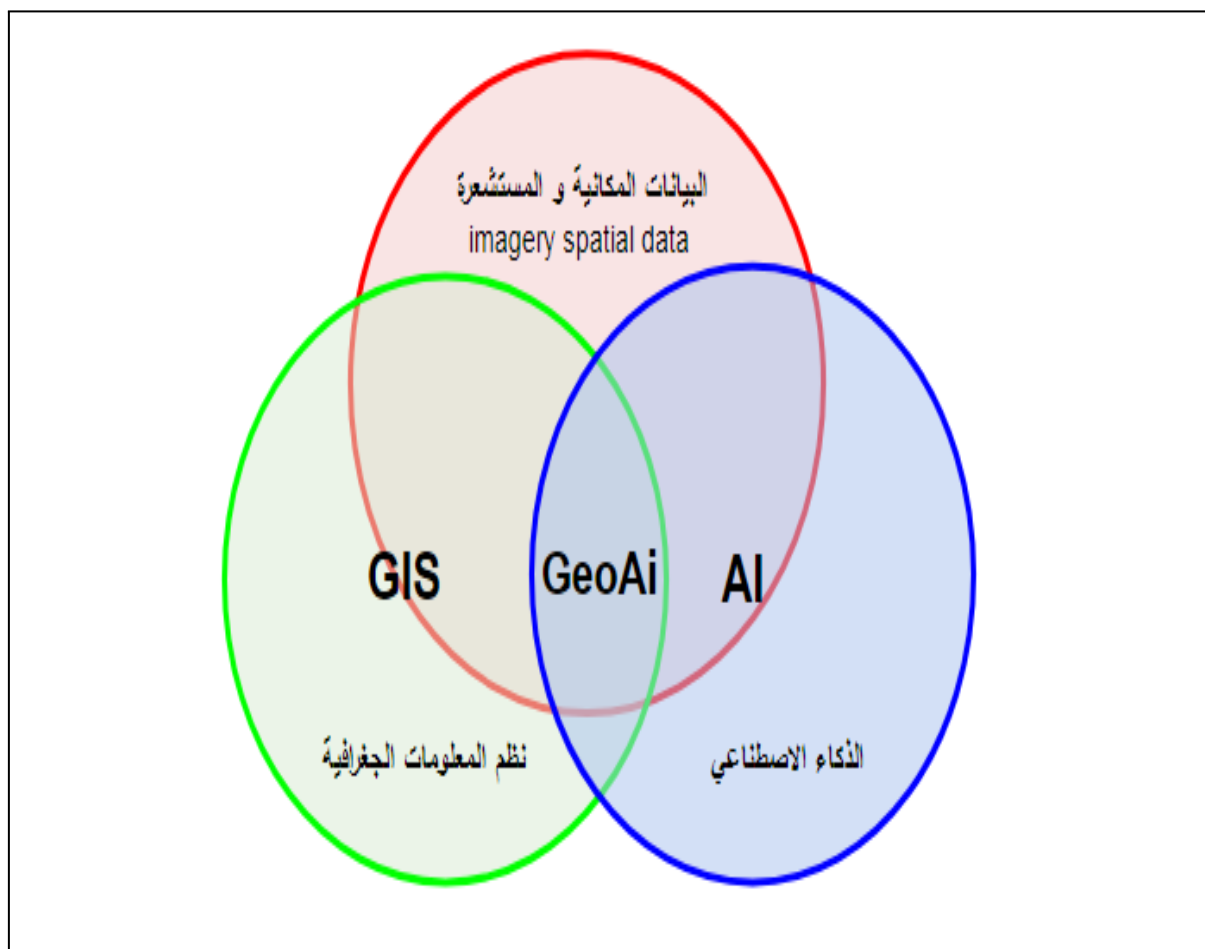 البيانات المكانية و المستشعرة
imagery spatial data
GIS
GeoAi
AI
نظم المعلومات الجغرافية
الذكاء الاصطناعي